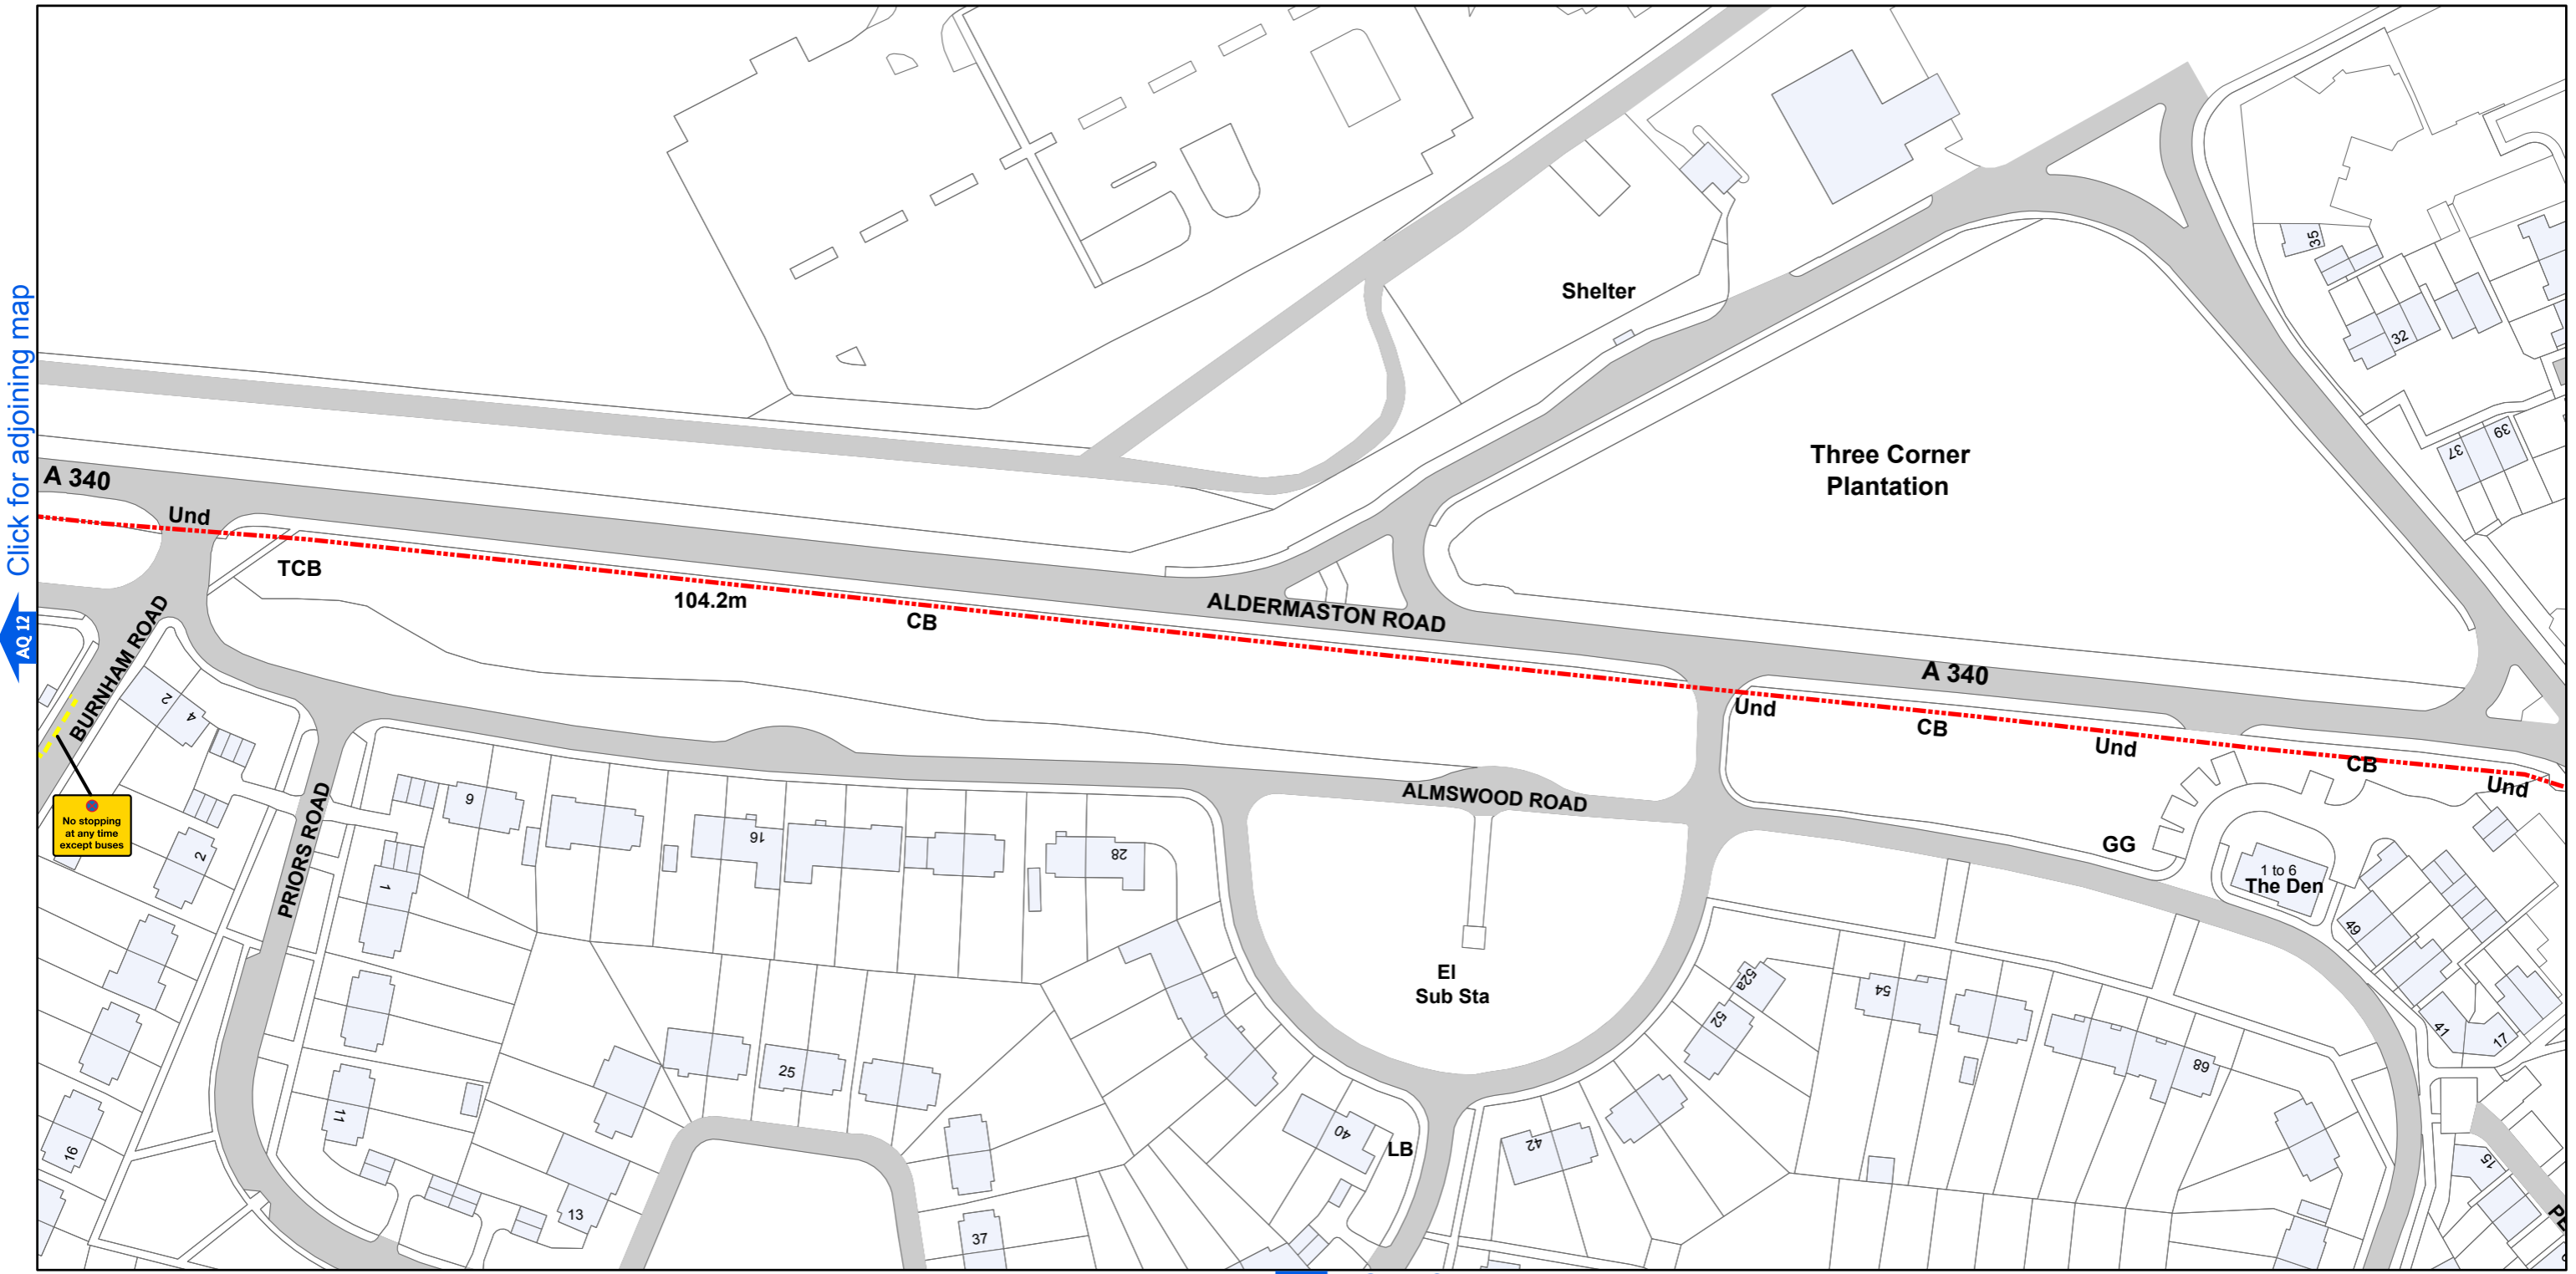 Click for adjoining map
AQ 12
A 340
Und
TCB
104.2m
CB
ALDERMASTON ROAD
Shelter
Three Corner
Plantation
A 340
Und
CB
Und
CB
Und
BURNHAM ROAD
PRIORS ROAD
ALMSWOOD ROAD
No stopping
at any time
except buses
GG
1 to 6
The Den
El
Sub Sta
LB
35
32
37
39
2
4
2
1
9
16
28
11
16
13
25
37
40
42
52a
52
54
68
49
41
17
15